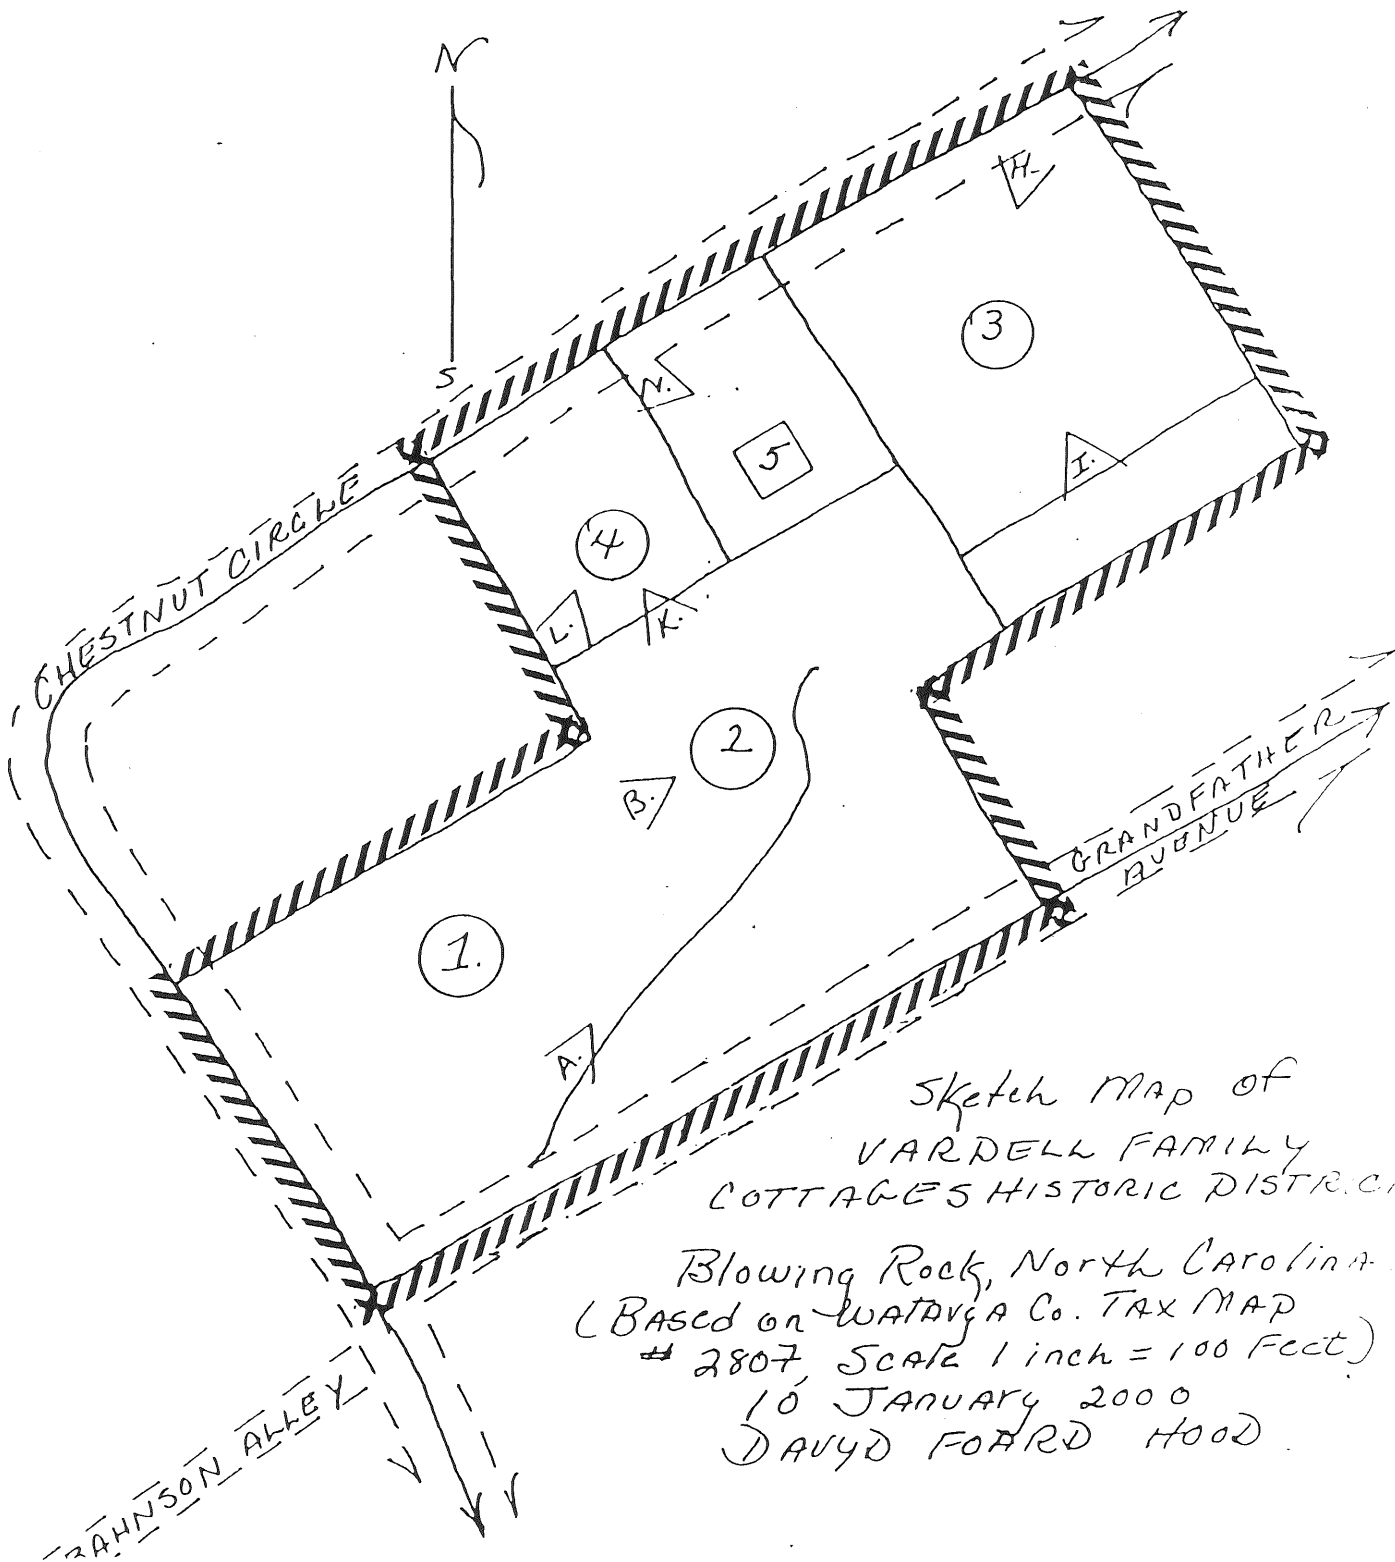 N
S
CHESTNUT CIRCLE
H.
3
N.
5
I.
4
L.
K.
2
B.
GRANDFATHER
AVENUE
1.
A.
Sketch Map of
VARDELL FAMILY
COTTAGES HISTORIC DISTRIC
Blowing Rock, North Carolina
(Based on Watauga Co. Tax Map
# 2807, Scale 1 inch = 100 Feet)
10 January 2000
DAVYD FOARD HOOD
BAHNSON ALLEY